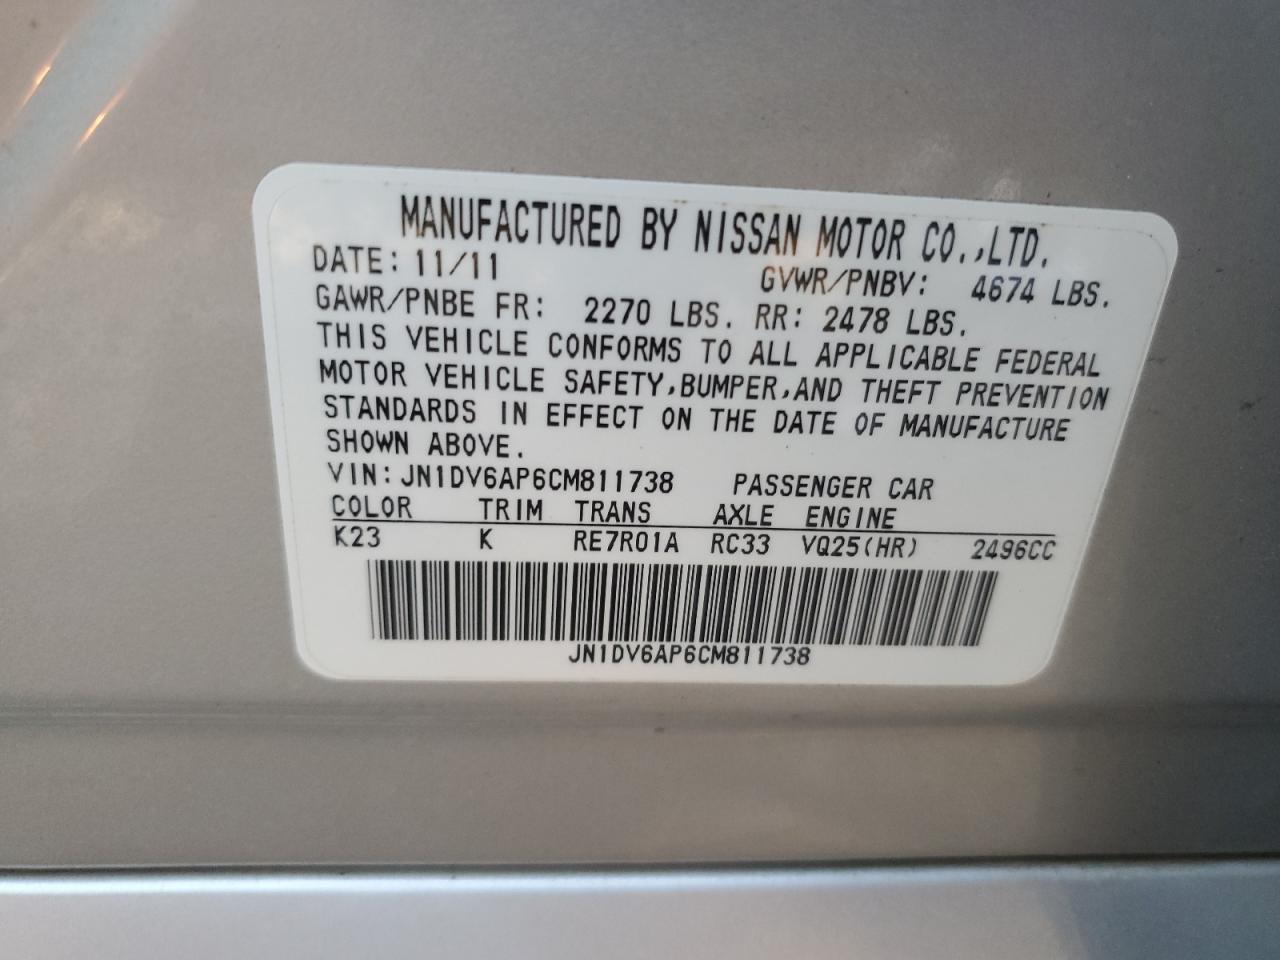 MANUFACTURED BY NISSAN MOTOR CO.,LTD.
DATE: 11/11 GVWR/PNBV: 4674 LBS.
GAWR/PNBE FR: 2270 LBS. RR: 2478 LBS.
THIS VEHICLE CONFORMS TO ALL APPLICABLE FEDERAL
MOTOR VEHICLE SAFETY,BUMPER,AND THEFT PREVENTION
STANDARDS IN EFFECT ON THE DATE OF MANUFACTURE
SHOWN ABOVE.
VIN:JN1DV6AP6CM811738 PASSENGER CAR
COLOR TRIM TRANS AXLE ENGINE
K23 K RE7R01A RC33 VQ25(HR) 2496CC
JN1DV6AP6CM811738